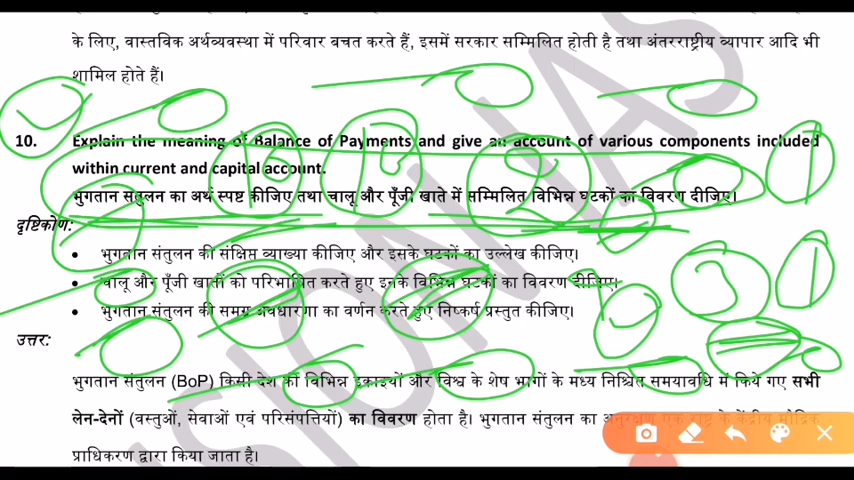 के लिए, वास्तविक अर्थव्यवस्था में परिवार बचत करते हैं, इसमें सरकार सम्मिलित होती है तथा अंतरराष्ट्रीय व्यापार आदि भी
शामिल होते हैं।
10. Explain the meaning of Balance of Payments and give an account of various components included
within current and capital account.
भुगतान संतुलन का अर्थ स्पष्ट कीजिए तथा चालू और पूँजी खाते में सम्मिलित विभिन्न घटकों का विवरण दीजिए।
दृष्टिकोण:
• भुगतान संतुलन की संक्षिप्त व्याख्या कीजिए और इसके घटकों का उल्लेख कीजिए।
• चालू और पूँजी खातों को परिभाषित करते हुए इनके विभिन्न घटकों का विवरण दीजिए।
• भुगतान संतुलन की समग्र अवधारणा का वर्णन करते हुए निष्कर्ष प्रस्तुत कीजिए।
उत्तर:
भुगतान संतुलन (BoP) किसी देश की विभिन्न इकाइयों और विश्व के शेष भागों के मध्य निश्चित समयावधि में किये गए सभी
लेन-देनों (वस्तुओं, सेवाओं एवं परिसंपत्तियों) का विवरण होता है। भुगतान संतुलन का अनुरक्षण एक राष्ट्र के केंद्रीय मौद्रिक
प्राधिकरण द्वारा किया जाता है।